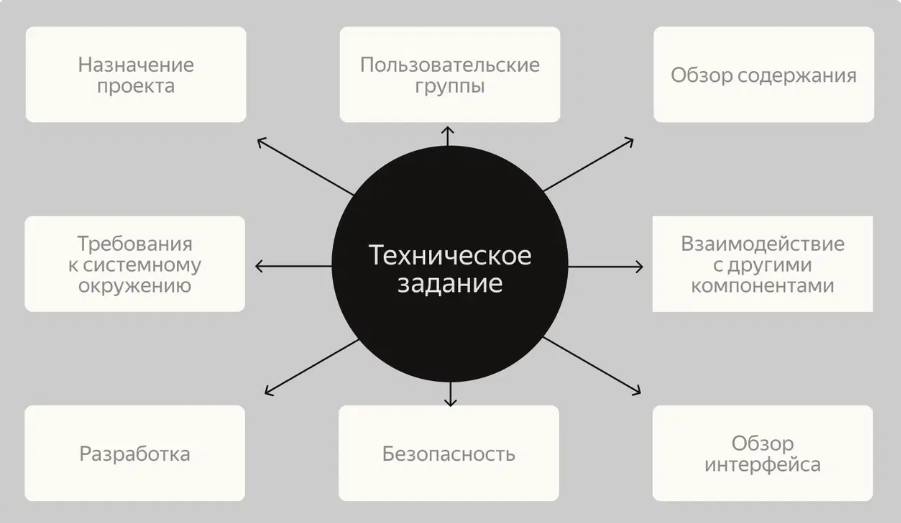 Назначение
проекта
Пользовательские
группы
Обзор содержания
Требования
к системному
окружению
Техническое
задание
Взаимодействие
с другими
компонентами
Разработка
Безопасность
Обзор
интерфейса